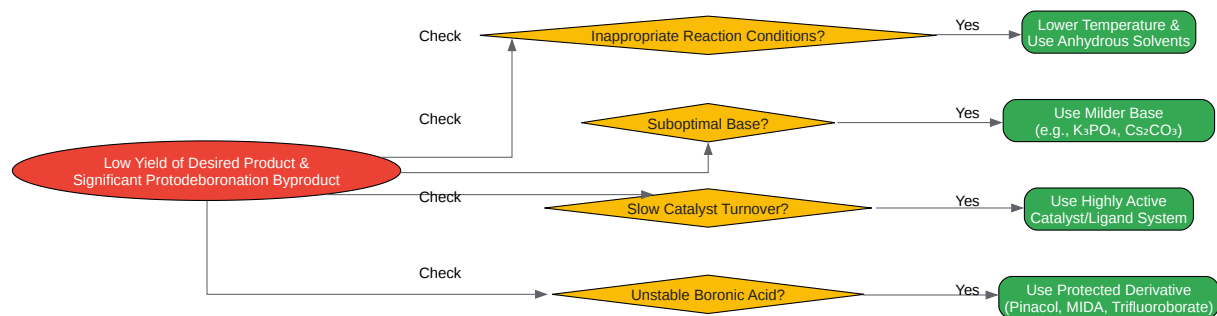 Check
Inappropriate Reaction Conditions?
Yes
Lower Temperature &
Use Anhydrous Solvents
Check
Suboptimal Base?
Yes
Use Milder Base
(e.g., K₃PO₄, Cs₂CO₃)
Low Yield of Desired Product &
Significant Protodeboronation Byproduct
Check
Slow Catalyst Turnover?
Yes
Use Highly Active
Catalyst/Ligand System
Check
Unstable Boronic Acid?
Yes
Use Protected Derivative
(Pinacol, MIDA, Trifluoroborate)